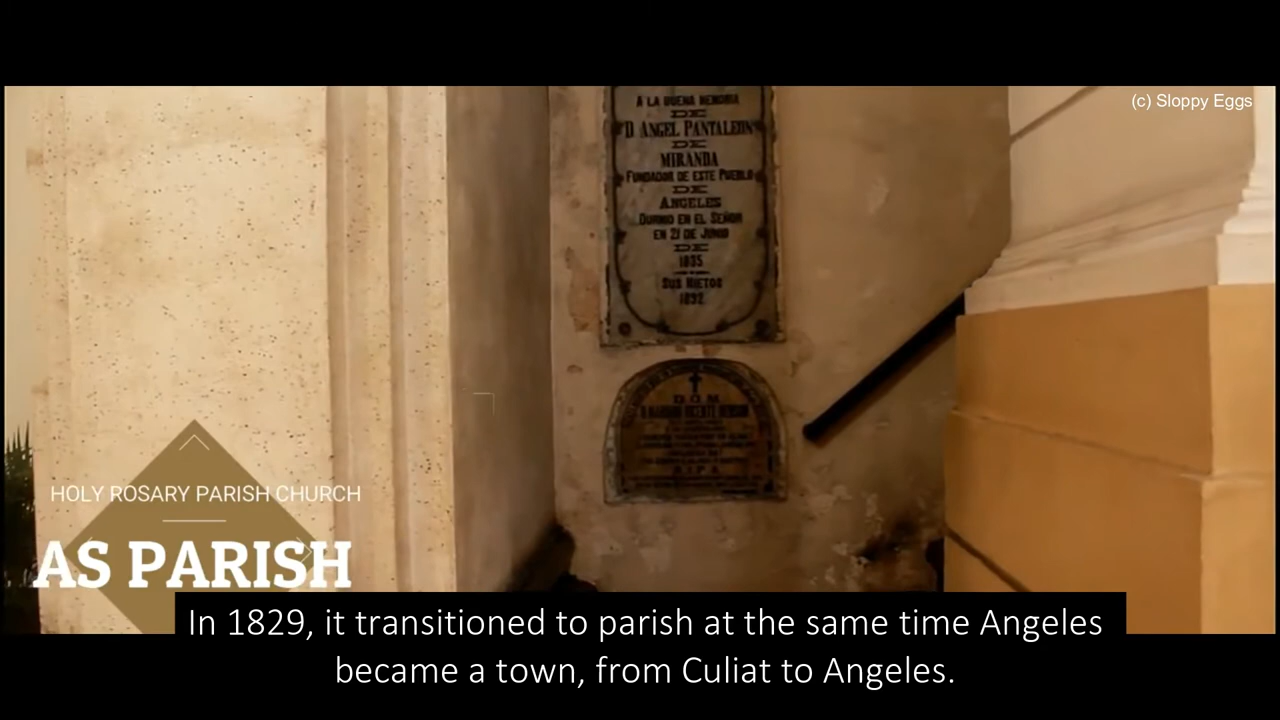 (c) Sloppy Eggs
A LA BUENA MEMORIA
DE
D ANGEL PANTALEON
DE
MIRANDA
FUNDADOR DE ESTE PUEBLO
DE
ANGELES
DURMIO EN EL SEÑOR
EN 21 DE JUNIO
DE
1835
SUS NIETOS
1892
D.O.M.
R.I.P.A.
HOLY ROSARY PARISH CHURCH
AS PARISH
In 1829, it transitioned to parish at the same time Angeles
became a town, from Culiat to Angeles.